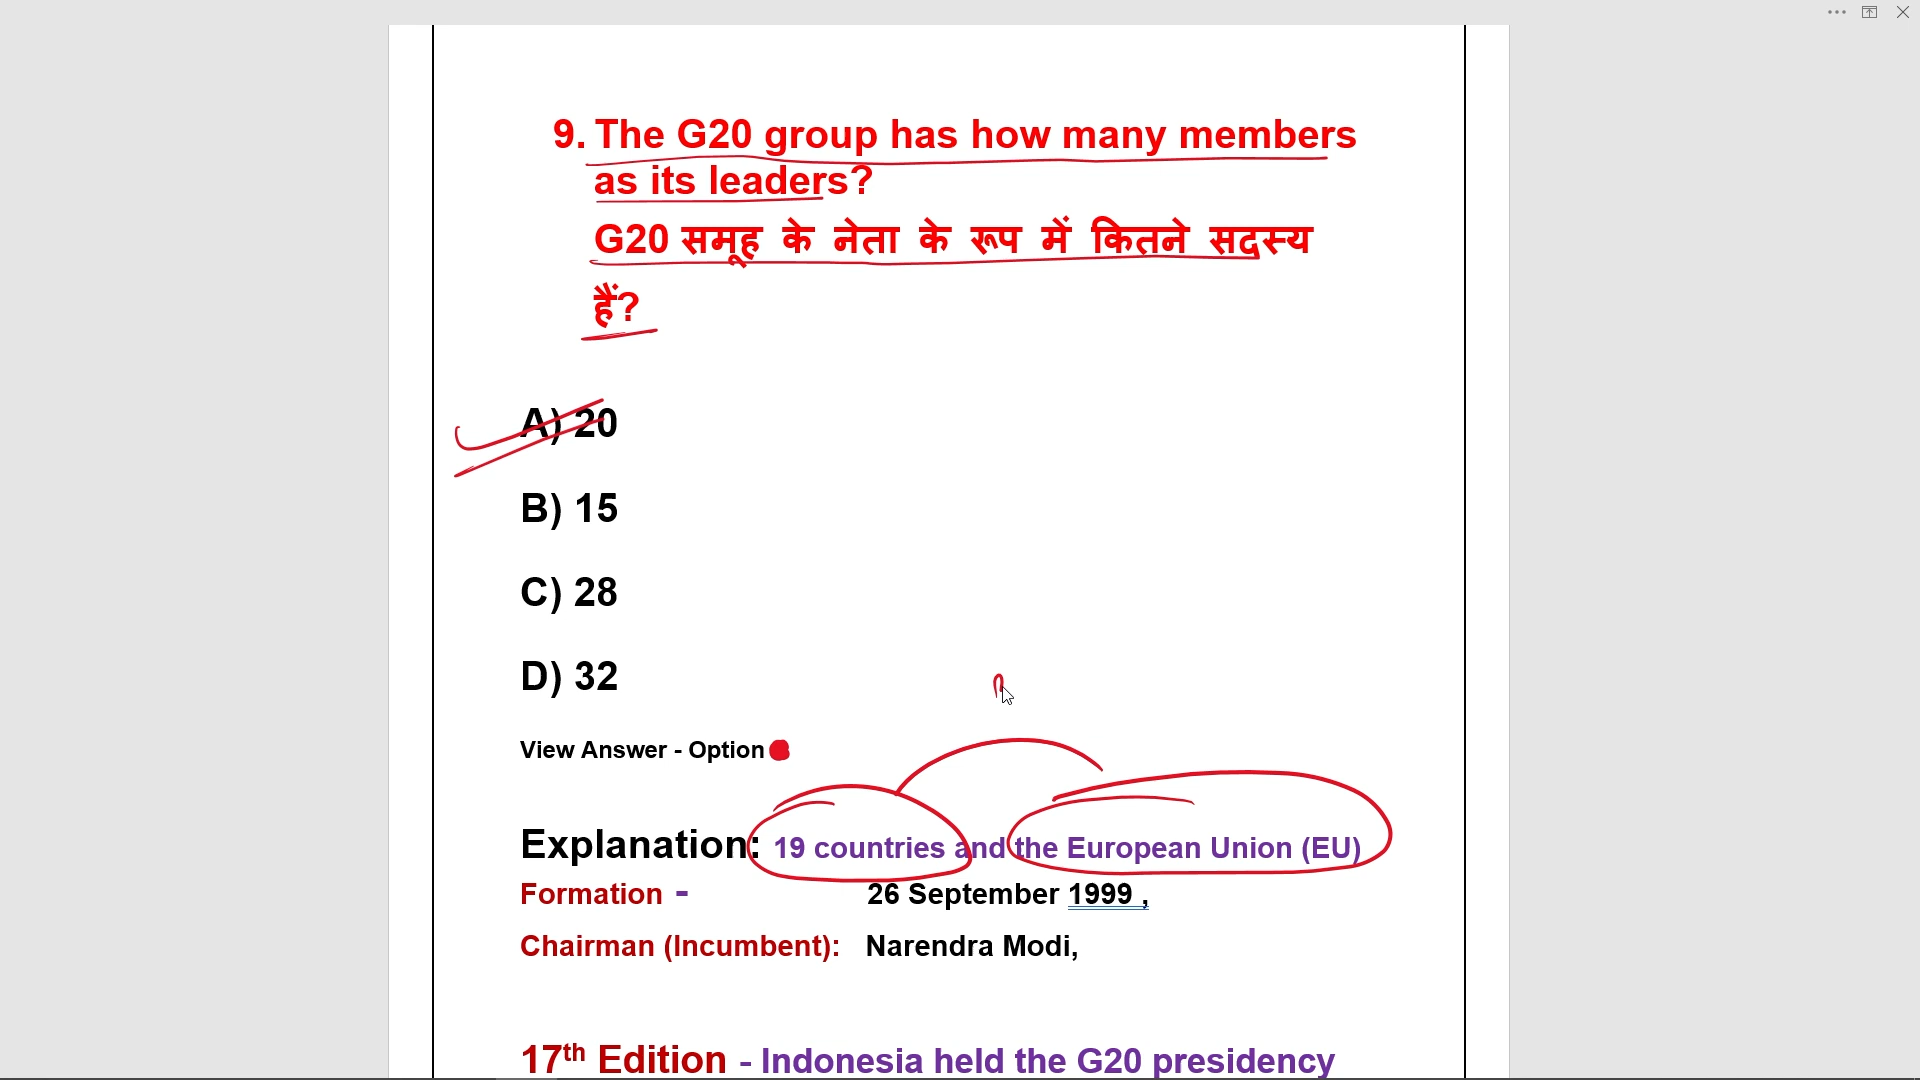 9. The G20 group has how many members
as its leaders?
G20 समूह के नेता के रूप में कितने सदस्य
हैं?
A) 20
B) 15
C) 28
D) 32
View Answer - Option
Explanation: 19 countries and the European Union (EU)
Formation - 26 September 1999 ,
Chairman (Incumbent): Narendra Modi,
17th Edition - Indonesia held the G20 presidency